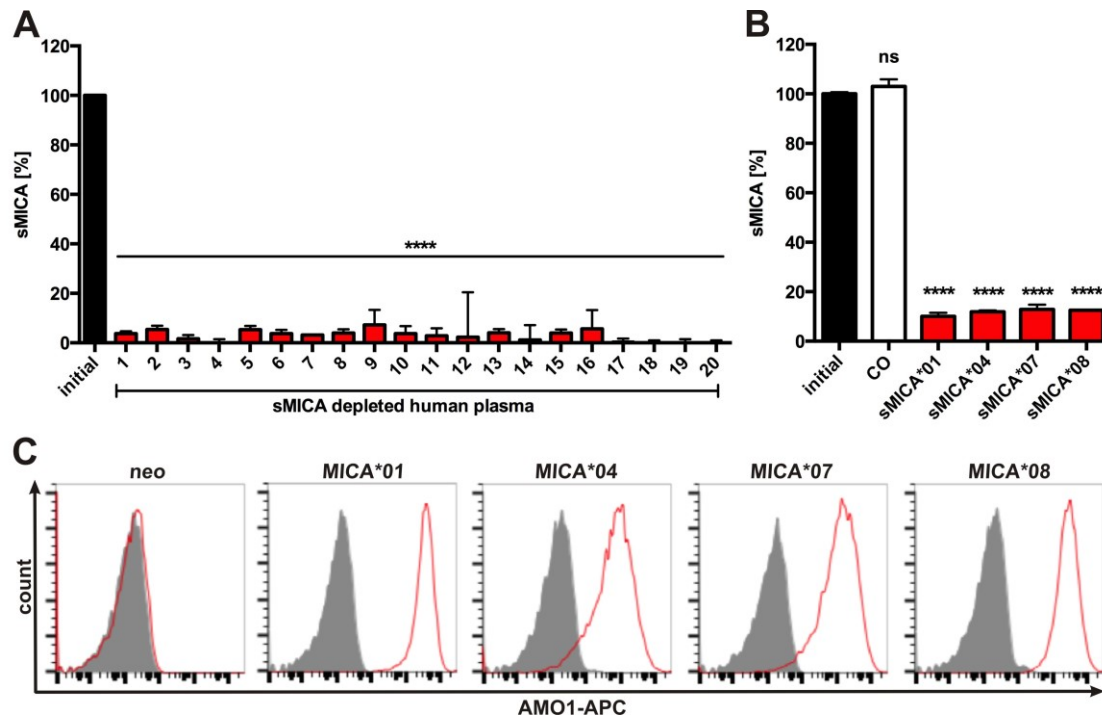 A
sMICA [%]
120
100
80
60
40
20
0
****
initial
1
2
3
4
5
6
7
8
9
10
11
12
13
14
15
16
17
18
19
20
sMICA depleted human plasma
B
sMICA [%]
120
100
80
60
40
20
0
ns
****
****
****
****
initial
CO
sMICA*01
sMICA*04
sMICA*07
sMICA*08
C
neo
MICA*01
MICA*04
MICA*07
MICA*08
count
AMO1-APC